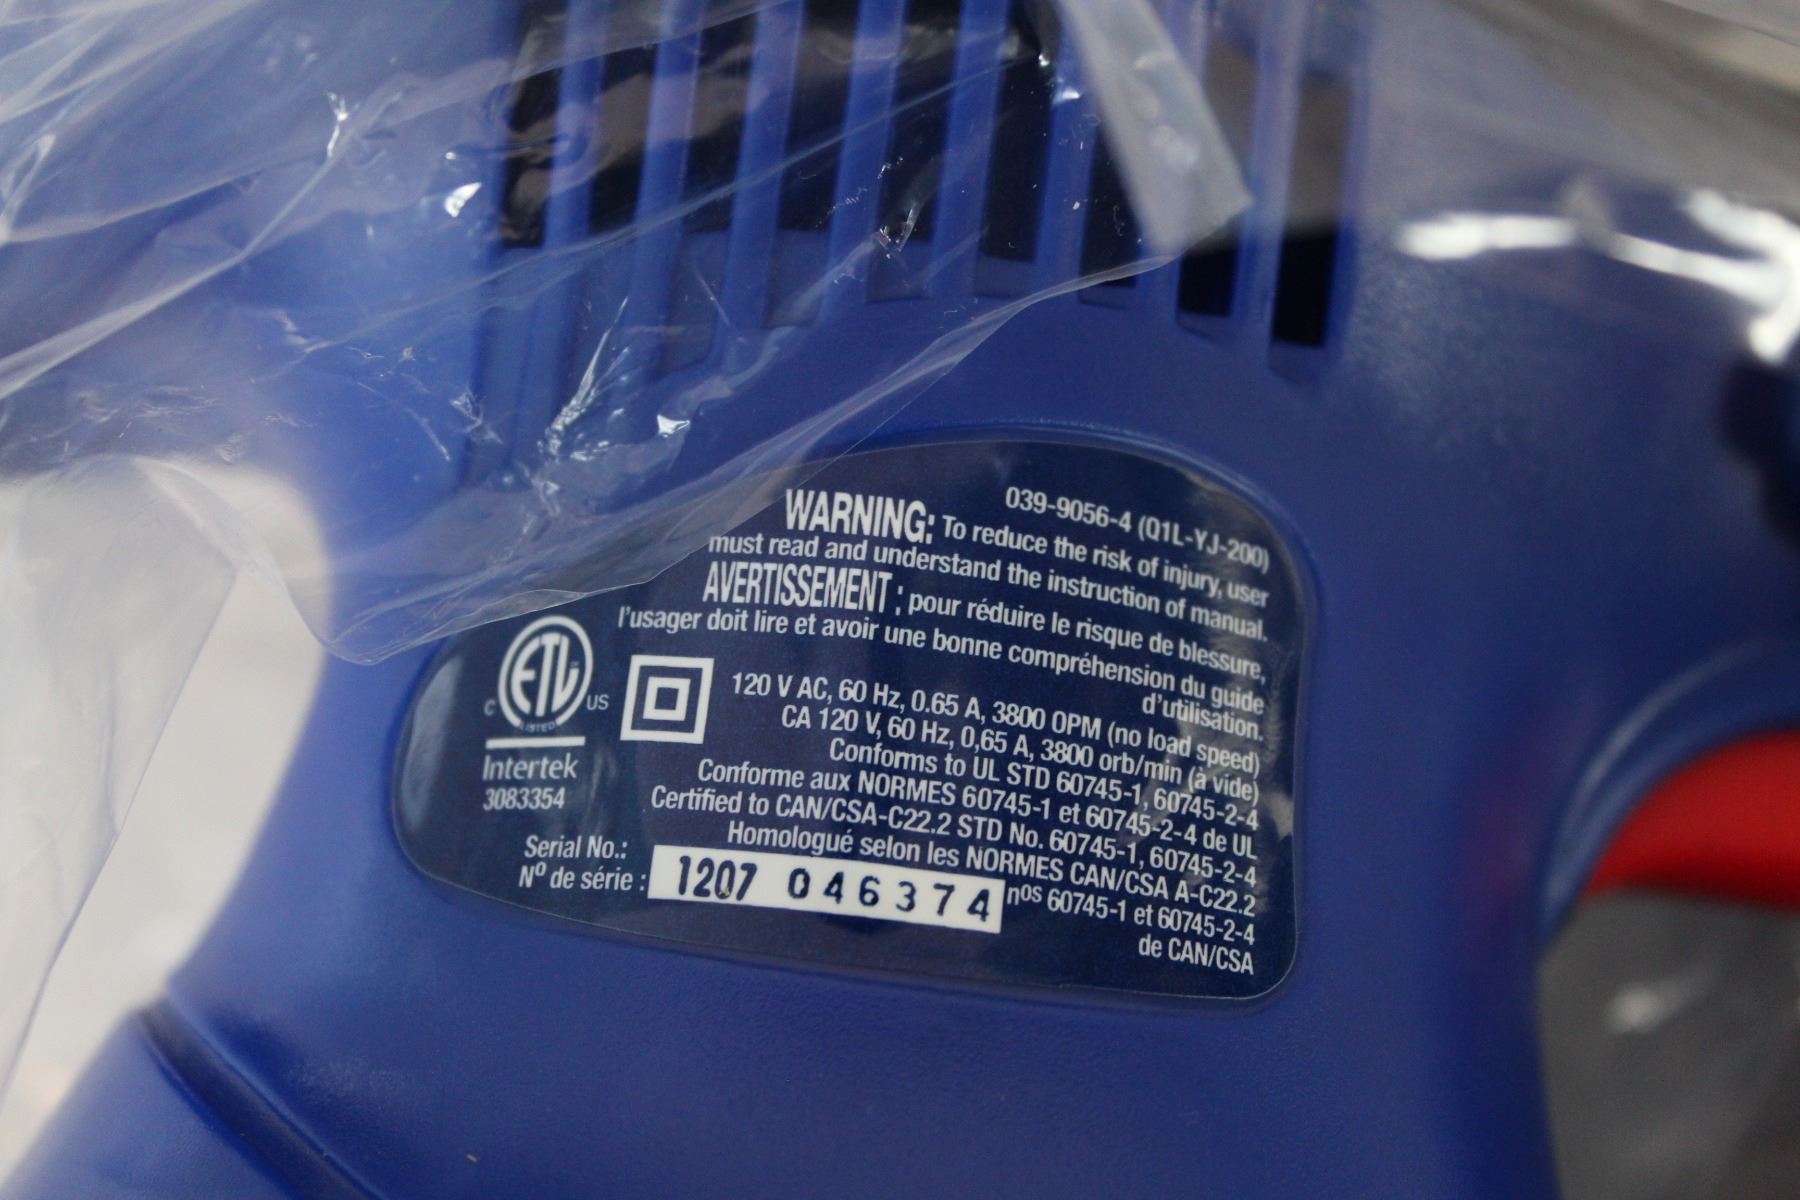 039-9056-4 (Q1L-YJ-200)
WARNING: To reduce the risk of injury, user
must read and understand the instruction of manual.
AVERTISSEMENT : pour réduire le risque de blessure,
l'usager doit lire et avoir une bonne compréhension du guide
d'utilisation.
120 V AC, 60 Hz, 0.65 A, 3800 OPM (no load speed)
CA 120 V, 60 Hz, 0,65 A, 3800 orb/min (à vide)
Conforms to UL STD 60745-1, 60745-2-4
Conforme aux NORMES 60745-1 et 60745-2-4 de UL
Certified to CAN/CSA-C22.2 STD No. 60745-1, 60745-2-4
Homologué selon les NORMES CAN/CSA A-C22.2
nos 60745-1 et 60745-2-4
de CAN/CSA
C ETL US
LISTED
Intertek
3083354
Serial No.:
No de série :
1207 046374